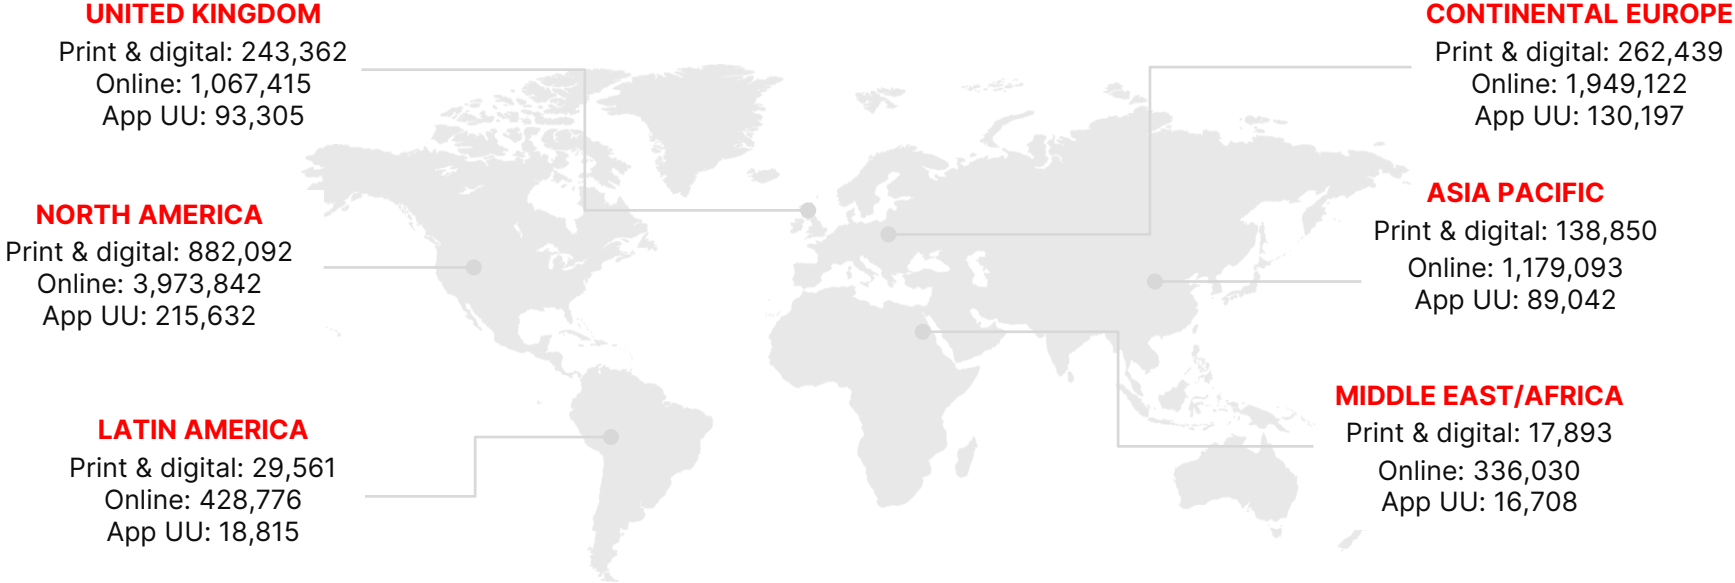 UNITED KINGDOM
Print & digital: 243,362
Online: 1,067,415
App UU: 93,305
NORTH AMERICA
Print & digital: 882,092
Online: 3,973,842
App UU: 215,632
LATIN AMERICA
Print & digital: 29,561
Online: 428,776
App UU: 18,815
CONTINENTAL EUROPE
Print & digital: 262,439
Online: 1,949,122
App UU: 130,197
ASIA PACIFIC
Print & digital: 138,850
Online: 1,179,093
App UU: 89,042
MIDDLE EAST/AFRICA
Print & digital: 17,893
Online: 336,030
App UU: 16,708